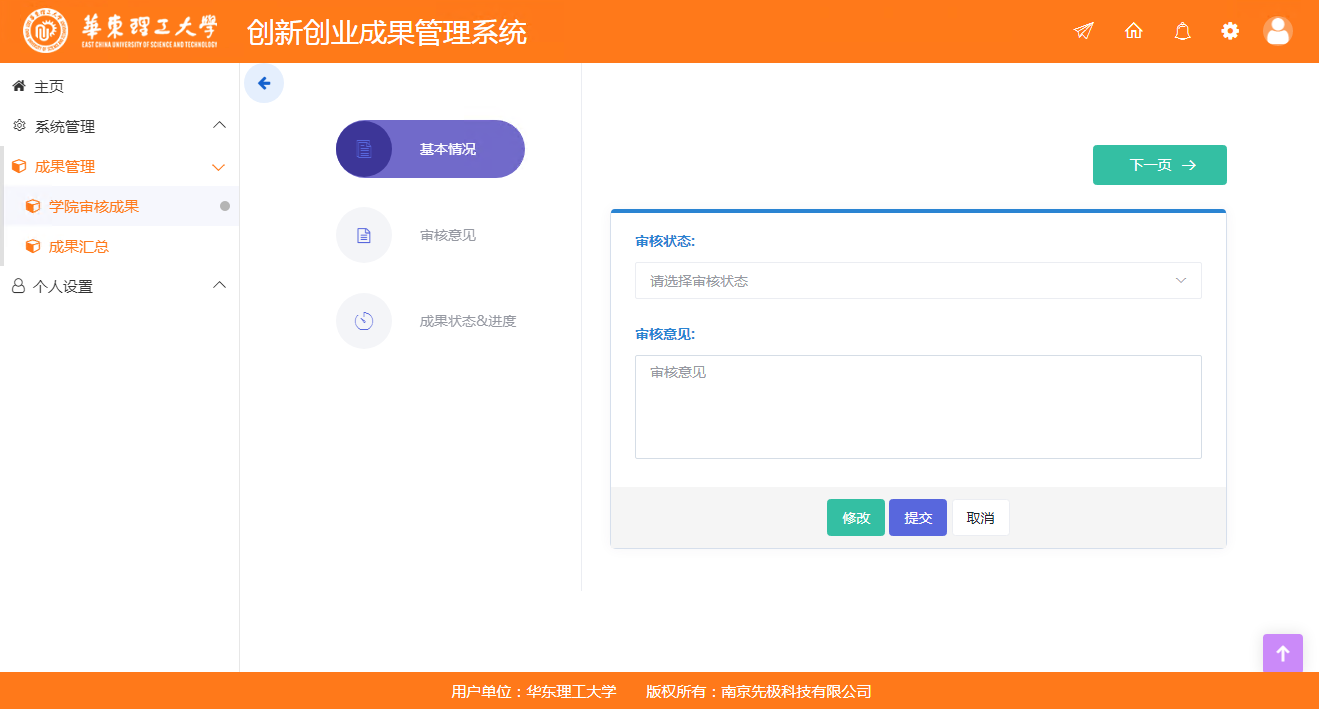 華東理工大學
EAST CHINA UNIVERSITY OF SCIENCE AND TECHNOLOGY
创新创业成果管理系统
主页
系统管理
成果管理
学院审核成果
成果汇总
个人设置
基本情况
审核意见
成果状态&进度
下一页
审核状态:
请选择审核状态
审核意见:
审核意见
修改 提交 取消
用户单位：华东理工大学 版权所有：南京先极科技有限公司